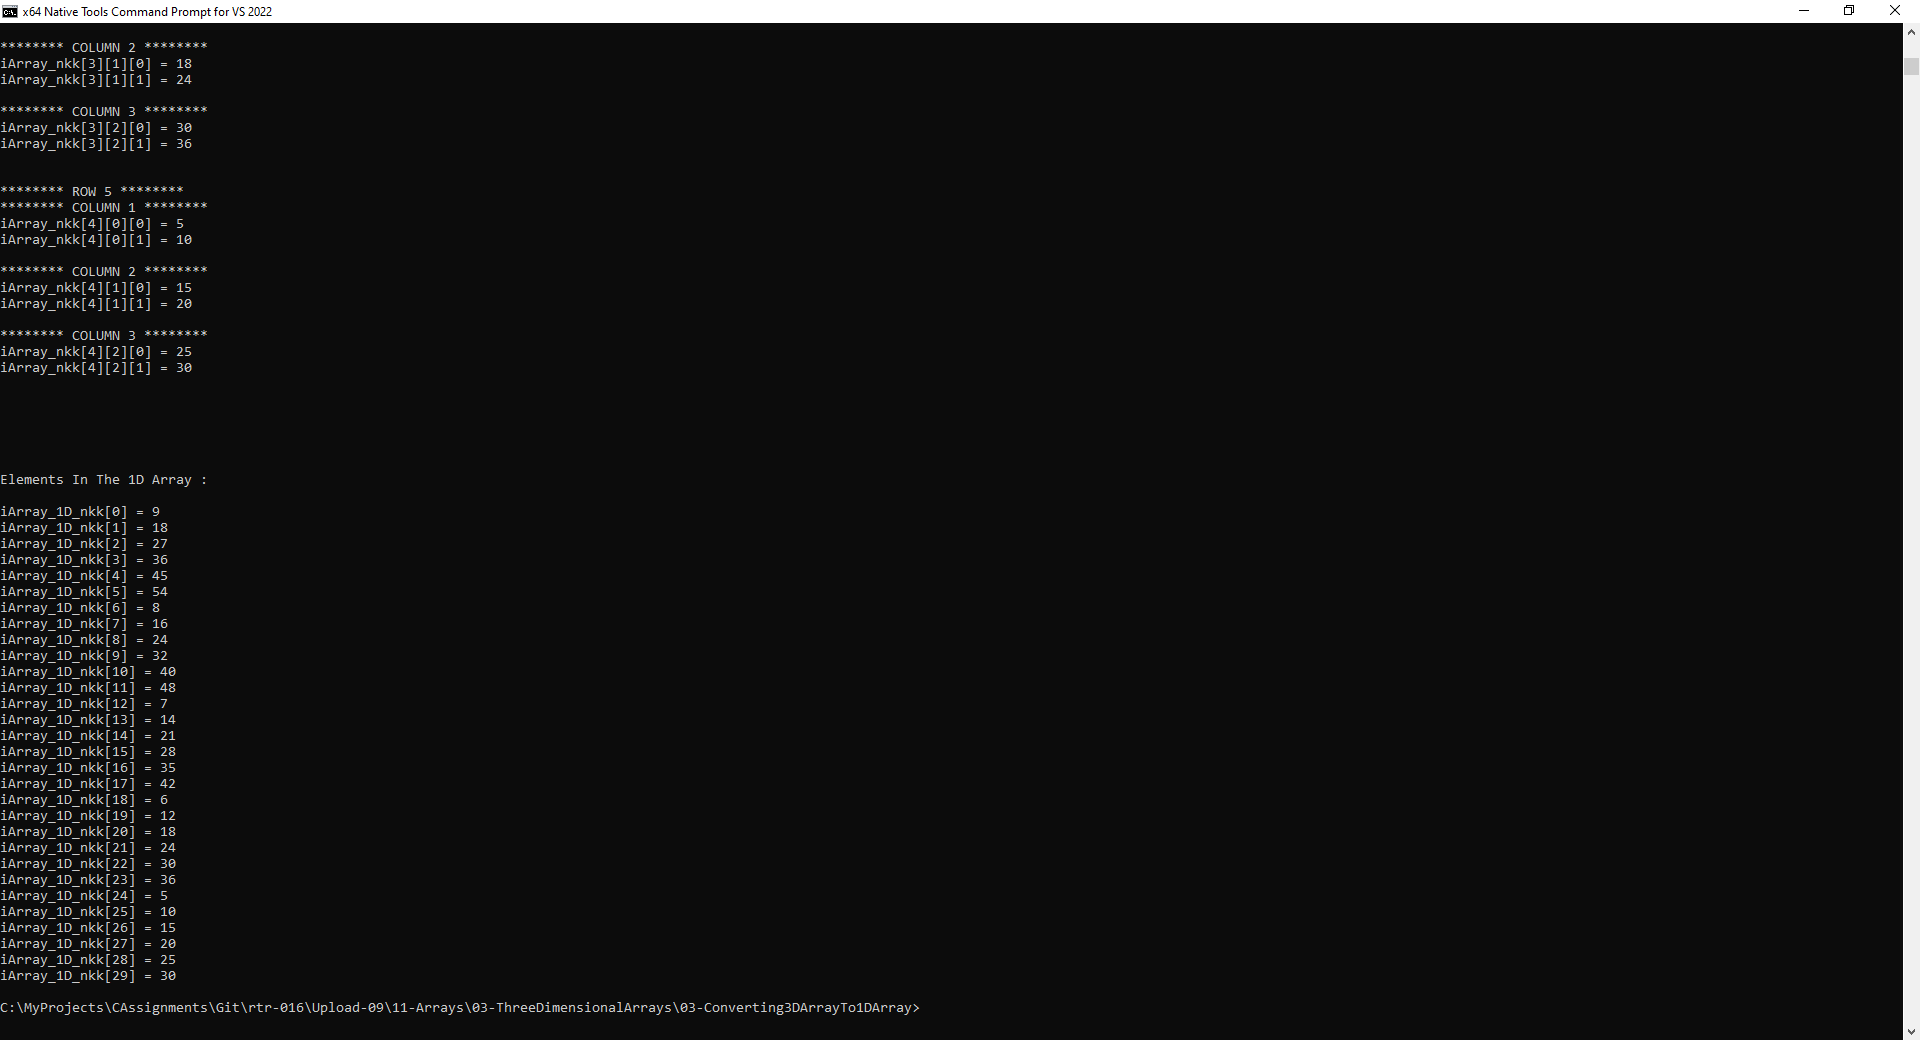 x64 Native Tools Command Prompt for VS 2022
******** COLUMN 2 ********
iArray_nkk[3][1][0] = 18
iArray_nkk[3][1][1] = 24
******** COLUMN 3 ********
iArray_nkk[3][2][0] = 30
iArray_nkk[3][2][1] = 36
******** ROW 5 ********
******** COLUMN 1 ********
iArray_nkk[4][0][0] = 5
iArray_nkk[4][0][1] = 10
******** COLUMN 2 ********
iArray_nkk[4][1][0] = 15
iArray_nkk[4][1][1] = 20
******** COLUMN 3 ********
iArray_nkk[4][2][0] = 25
iArray_nkk[4][2][1] = 30
Elements In The 1D Array :
iArray_1D_nkk[0] = 9
iArray_1D_nkk[1] = 18
iArray_1D_nkk[2] = 27
iArray_1D_nkk[3] = 36
iArray_1D_nkk[4] = 45
iArray_1D_nkk[5] = 54
iArray_1D_nkk[6] = 8
iArray_1D_nkk[7] = 16
iArray_1D_nkk[8] = 24
iArray_1D_nkk[9] = 32
iArray_1D_nkk[10] = 40
iArray_1D_nkk[11] = 48
iArray_1D_nkk[12] = 7
iArray_1D_nkk[13] = 14
iArray_1D_nkk[14] = 21
iArray_1D_nkk[15] = 28
iArray_1D_nkk[16] = 35
iArray_1D_nkk[17] = 42
iArray_1D_nkk[18] = 6
iArray_1D_nkk[19] = 12
iArray_1D_nkk[20] = 18
iArray_1D_nkk[21] = 24
iArray_1D_nkk[22] = 30
iArray_1D_nkk[23] = 36
iArray_1D_nkk[24] = 5
iArray_1D_nkk[25] = 10
iArray_1D_nkk[26] = 15
iArray_1D_nkk[27] = 20
iArray_1D_nkk[28] = 25
iArray_1D_nkk[29] = 30
C:\MyProjects\CAssignments\Git\rtr-016\Upload-09\11-Arrays\03-ThreeDimensionalArrays\03-Converting3DArrayTo1DArray>